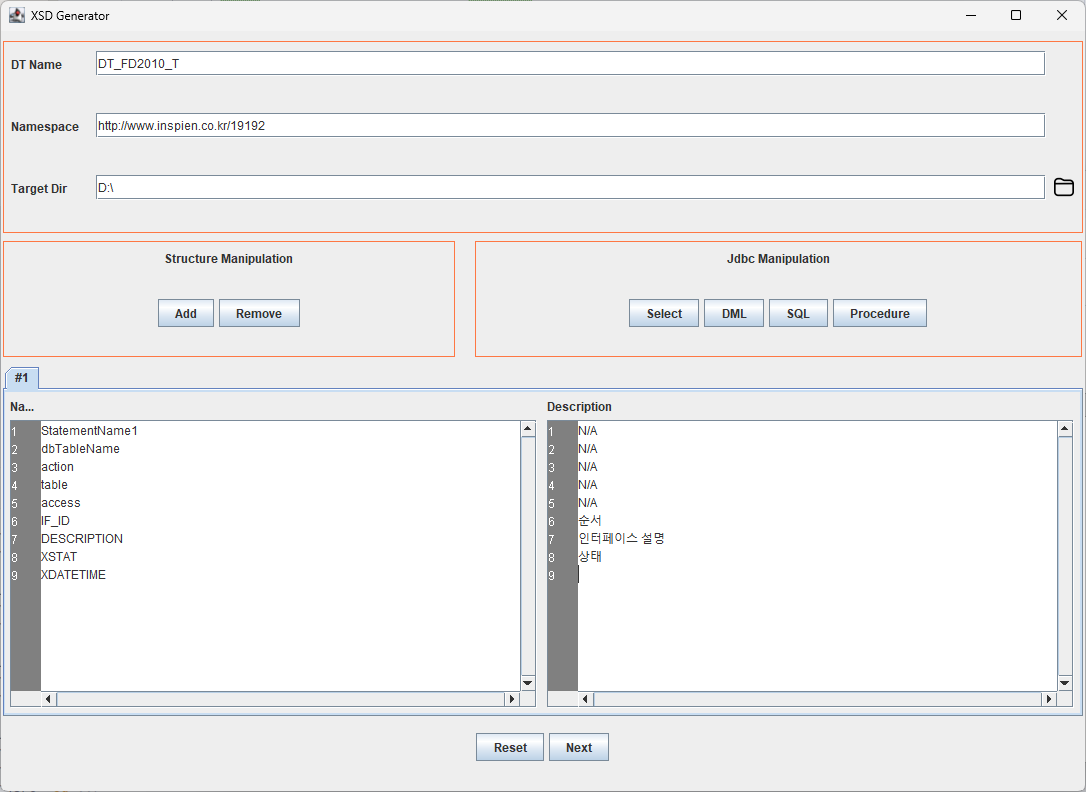 XSD Generator
DT Name DT_FD2010_T
Namespace http://www.inspien.co.kr/19192
Target Dir D:\
Structure Manipulation
Add Remove
Jdbc Manipulation
Select DML SQL Procedure
#1
Na...
1 StatementName1
2 dbTableName
3 action
4 table
5 access
6 IF_ID
7 DESCRIPTION
8 XSTAT
9 XDATETIME
Description
1 N/A
2 N/A
3 N/A
4 N/A
5 N/A
6 순서
7 인터페이스 설명
8 상태
9
Reset Next